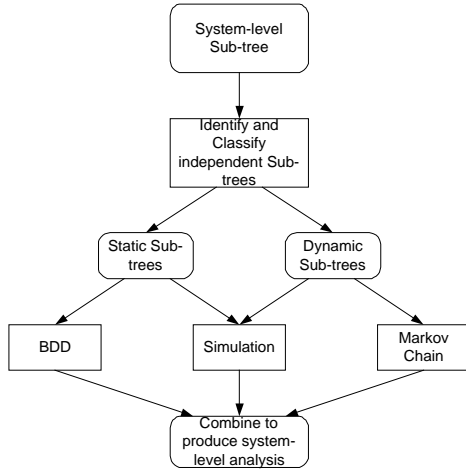 System-level
Sub-tree
Identify and
Classify
independent Sub-
trees
Static Sub-
trees
Dynamic
Sub-trees
BDD
Simulation
Markov
Chain
Combine to
produce system-
level analysis